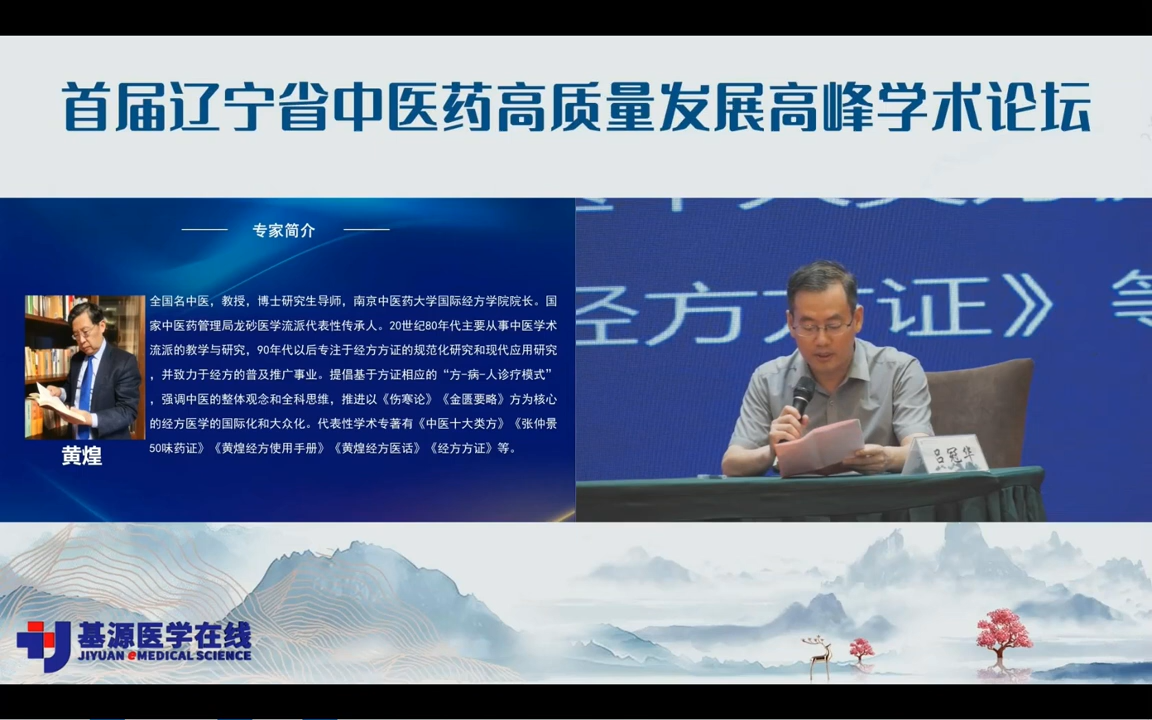 首届辽宁省中医药高质量发展高峰学术论坛
专家简介
全国名中医，教授，博士研究生导师，南京中医药大学国际经方学院院长。国
家中医药管理局龙砂医学流派代表性传承人。20世纪80年代主要从事中医学术
流派的教学与研究，90年代以后专注于经方方证的规范化研究和现代应用研究
，并致力于经方的普及推广事业。提倡基于方证相应的“方-病-人诊疗模式”
，强调中医的整体观念和全科思维，推进以《伤寒论》《金匮要略》方为核心
的经方医学的国际化和大众化。代表性学术专著有《中医十大类方》《张仲景
50味药证》《黄煌经方使用手册》《黄煌经方医话》《经方方证》等。
黄煌
经方方证》等
吕冠华
基源医学在线
JIYUAN eMEDICAL SCIENCE